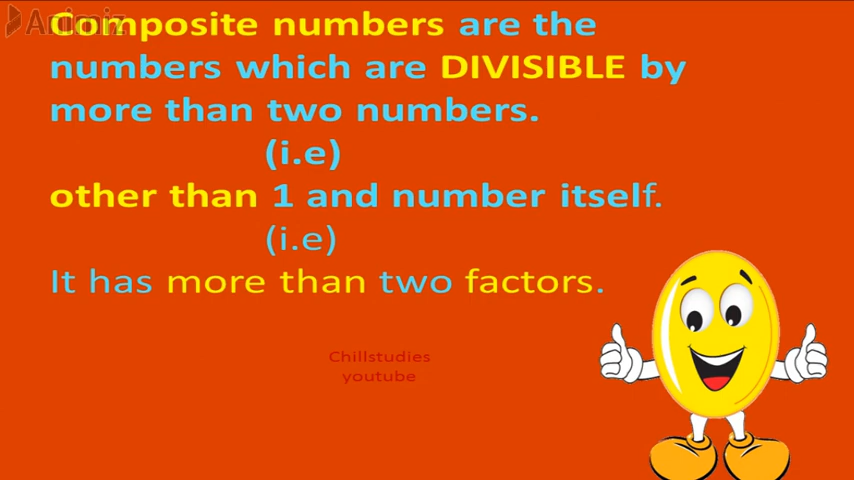 Animiz
Composite numbers are the
numbers which are DIVISIBLE by
more than two numbers.
(i.e)
other than 1 and number itself.
(i.e)
It has more than two factors.
Chillstudies
youtube